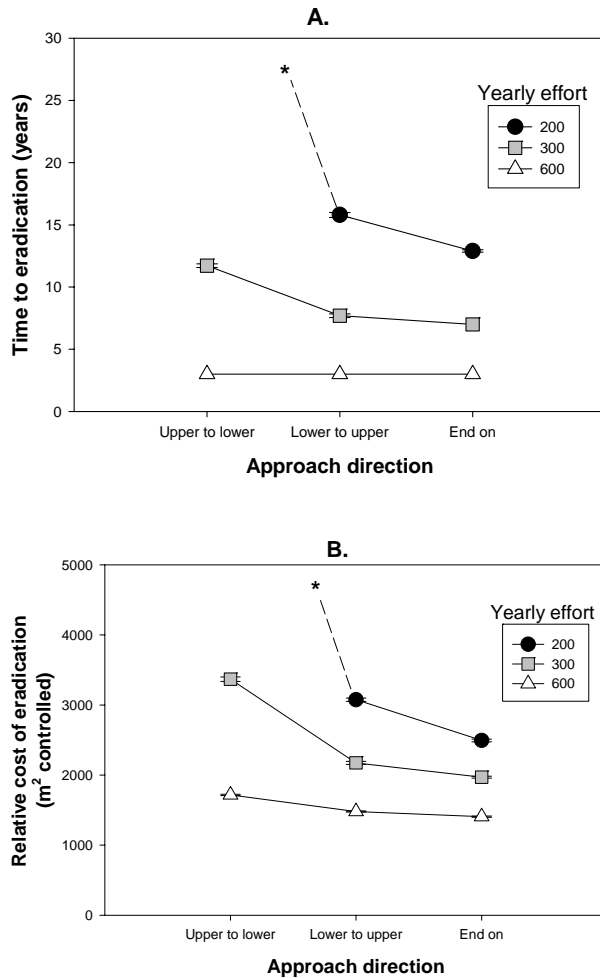 A.
30
25
20
15
10
5
0
Time to eradication (years)
*
Yearly effort
200
300
600
Upper to lower
Lower to upper
End on
Approach direction
B.
5000
4000
3000
2000
1000
0
Relative cost of eradication
(m² controlled)
*
Yearly effort
200
300
600
Upper to lower
Lower to upper
End on
Approach direction